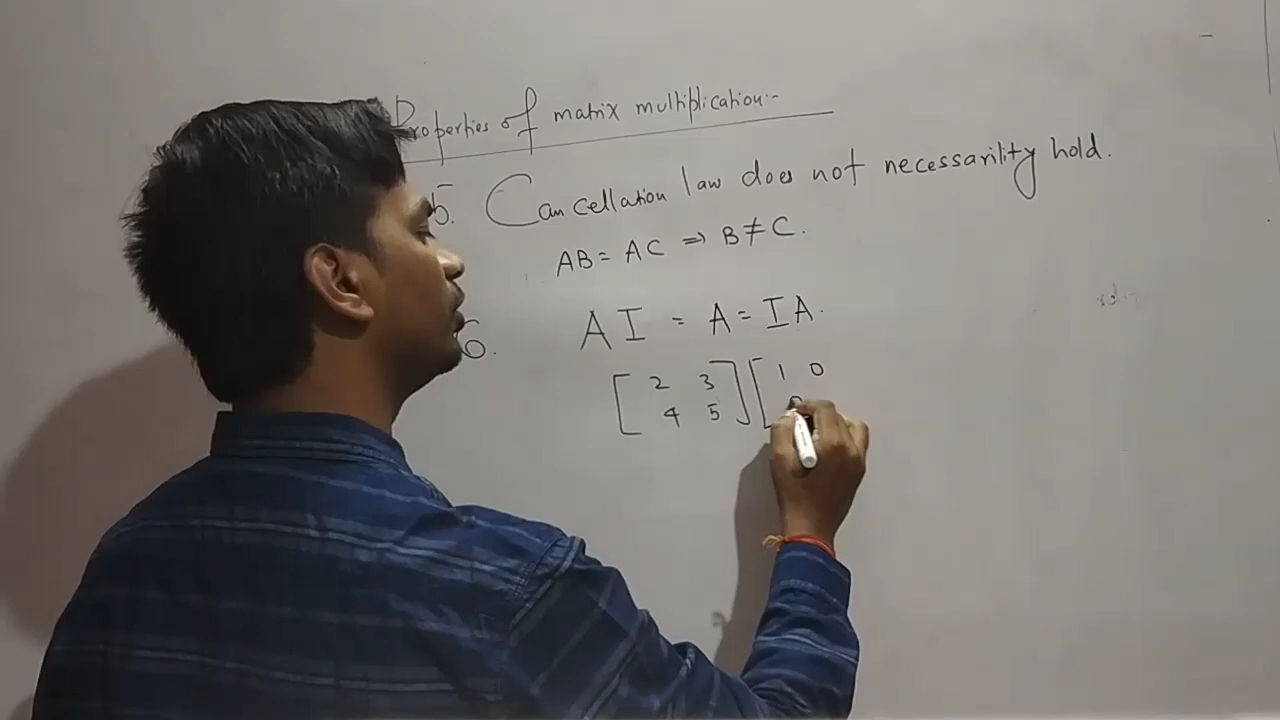 Properties of matrix multiplication:-
5. Cancellation law does not necessarility hold.
AB = AC ⇒ B ≠ C.
6. AI = A = IA.
[ 2 3 ] [ 1 0
[ 4 5 ] [ 0